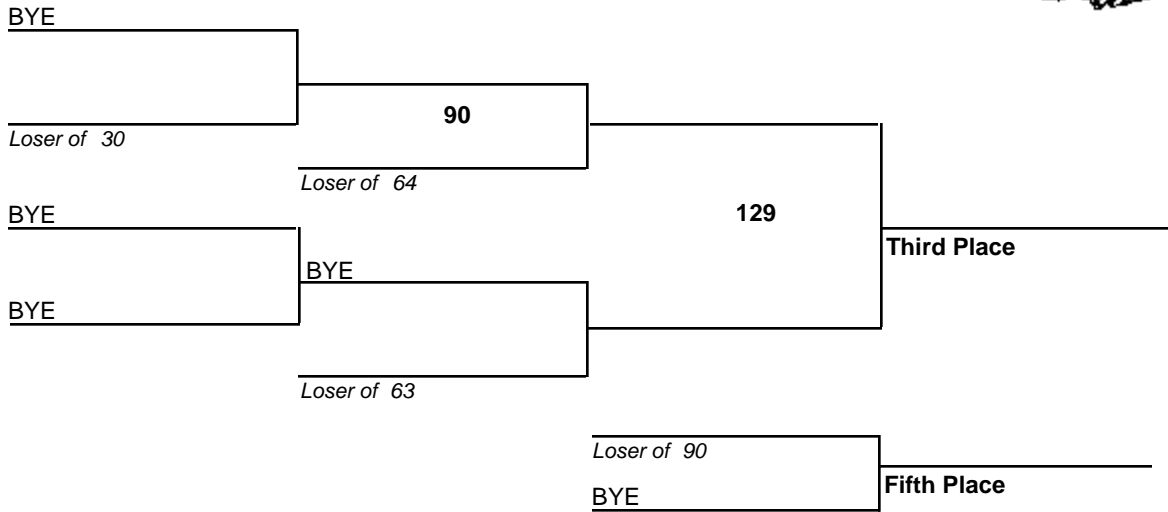 BYE
90
Loser of 30
Loser of 64
BYE
129
Third Place
BYE
BYE
Loser of 63
Loser of 90
Fifth Place
BYE